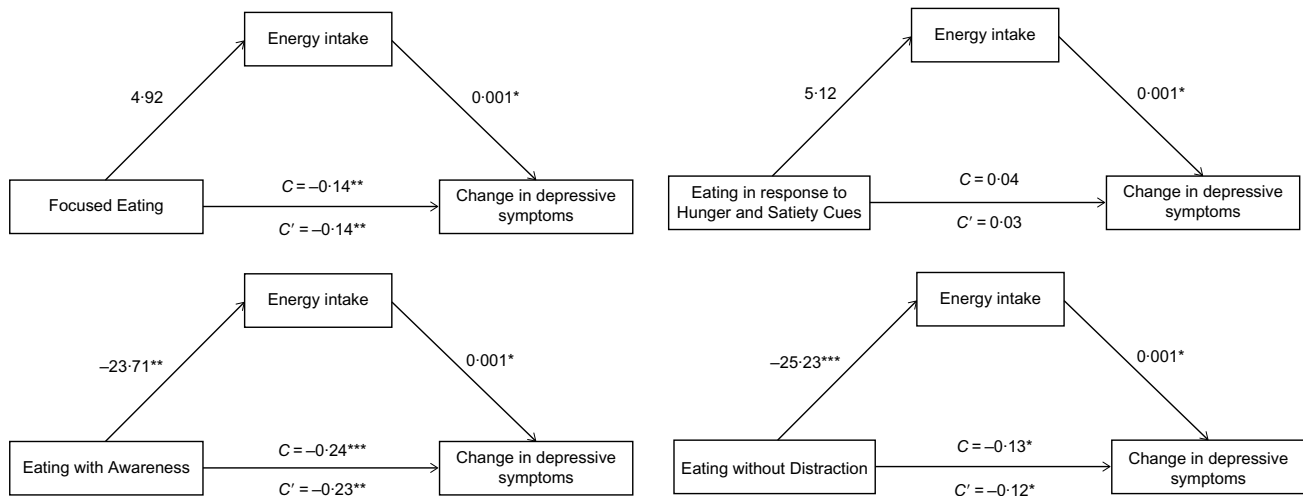 Energy intake
4·92
0·001*
Focused Eating
C = –0·14**
C′ = –0·14**
Change in depressive
symptoms
Energy intake
5·12
0·001*
Eating in response to
Hunger and Satiety Cues
C = 0·04
C′ = 0·03
Change in depressive
symptoms
Energy intake
–23·71**
0·001*
Eating with Awareness
C = –0·24***
C′ = –0·23**
Change in depressive
symptoms
Energy intake
–25·23***
0·001*
Eating without Distraction
C = –0·13*
C′ = –0·12*
Change in depressive
symptoms